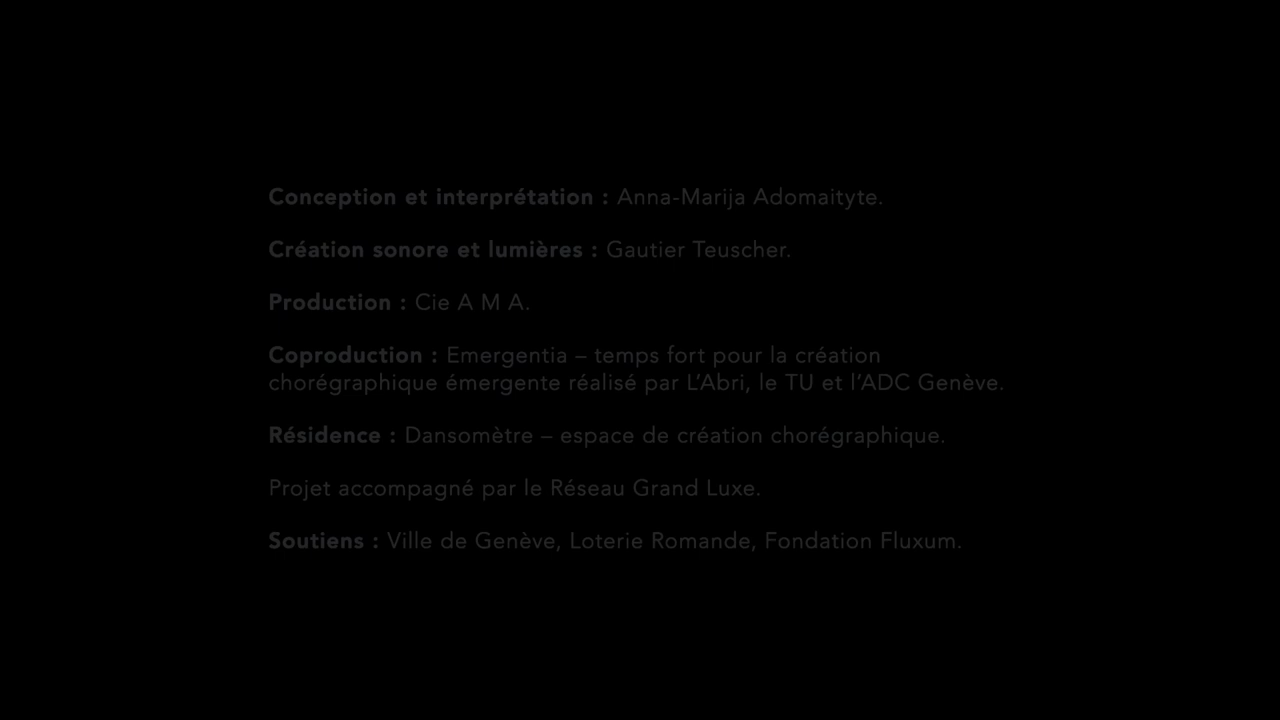 Conception et interprétation : Anna-Marija Adomaityte.
Création sonore et lumières : Gautier Teuscher.
Production : Cie A M A.
Coproduction : Emergentia – temps fort pour la création
chorégraphique émergente réalisé par L’Abri, le TU et l’ADC Genève.
Résidence : Dansomètre – espace de création chorégraphique.
Projet accompagné par le Réseau Grand Luxe.
Soutiens : Ville de Genève, Loterie Romande, Fondation Fluxum.